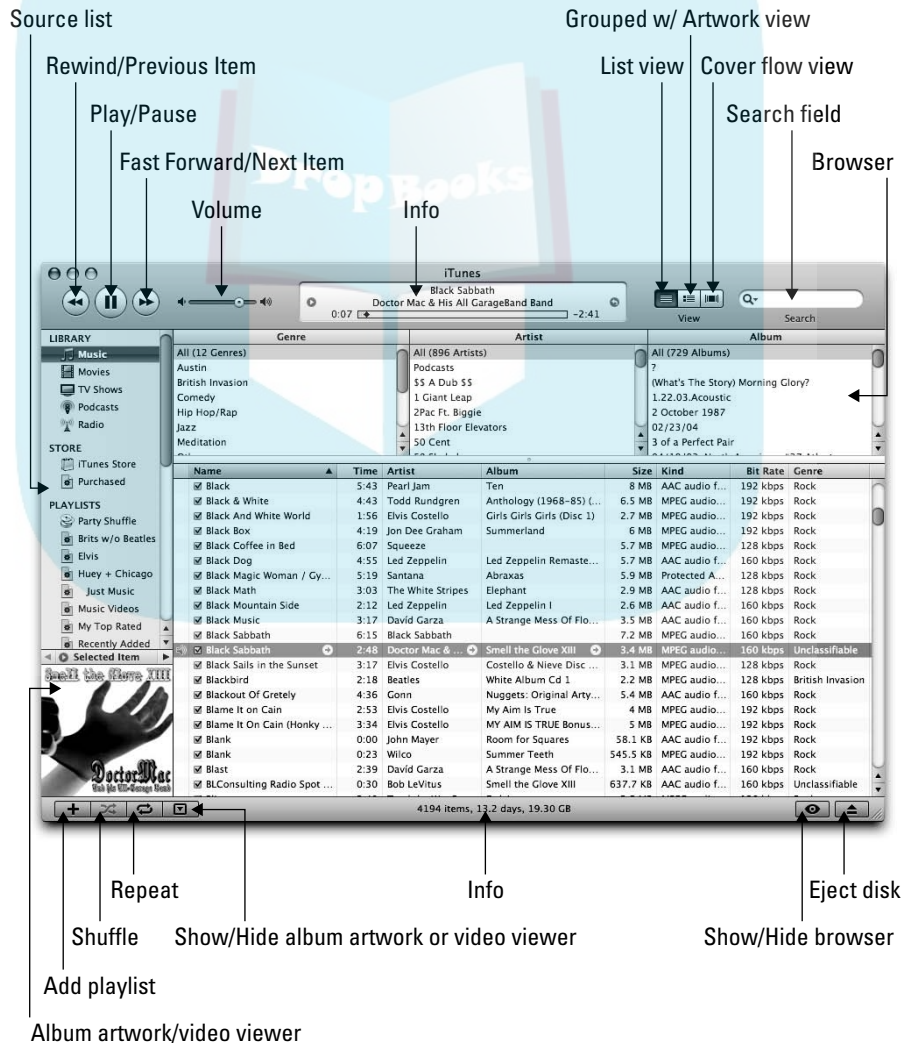 Source list
Grouped w/ Artwork view
Rewind/Previous Item
List view
Cover flow view
Play/Pause
Search field
Fast Forward/Next Item
Browser
Volume
Info
DropBooks
iTunes
Black Sabbath
Doctor Mac & His All GarageBand Band
0:07
-2:41
View
Search
LIBRARY
Music
Movies
TV Shows
Podcasts
Radio
STORE
iTunes Store
Purchased
PLAYLISTS
Party Shuffle
Brits w/o Beatles
Elvis
Huey + Chicago
Just Music
Music Videos
My Top Rated
Recently Added
Selected Item
Smell the Glove XIII
DoctorMac
Genre
All (12 Genres)
Austin
British Invasion
Comedy
Hip Hop/Rap
Jazz
Meditation
Artist
All (896 Artists)
Podcasts
$$ A Dub $$
1 Giant Leap
2Pac Ft. Biggie
13th Floor Elevators
50 Cent
Album
All (729 Albums)
?
(What's The Story) Morning Glory?
1.22.03.Acoustic
2 October 1987
02/23/04
3 of a Perfect Pair
Name Time Artist Album Size Kind Bit Rate Genre
Black 5:43 Pearl Jam Ten 8 MB AAC audio f... 192 kbps Rock
Black & White 4:43 Todd Rundgren Anthology (1968-85) (... 6.5 MB MPEG audio... 192 kbps Rock
Black And White World 1:56 Elvis Costello Girls Girls Girls (Disc 1) 2.7 MB MPEG audio... 192 kbps Rock
Black Box 4:19 Jon Dee Graham Summerland 6 MB MPEG audio... 192 kbps Rock
Black Coffee in Bed 6:07 Squeeze 5.7 MB MPEG audio... 128 kbps Rock
Black Dog 4:55 Led Zeppelin Led Zeppelin Remaste... 5.7 MB AAC audio f... 160 kbps Rock
Black Magic Woman / Gy... 5:19 Santana Abraxas 5.9 MB Protected A... 128 kbps Rock
Black Math 3:03 The White Stripes Elephant 2.9 MB AAC audio f... 128 kbps Rock
Black Mountain Side 2:12 Led Zeppelin Led Zeppelin I 2.6 MB AAC audio f... 160 kbps Rock
Black Music 3:17 David Garza A Strange Mess Of Flo... 3.5 MB AAC audio f... 160 kbps Rock
Black Sabbath 6:15 Black Sabbath 7.2 MB MPEG audio... 160 kbps Rock
Black Sabbath 2:48 Doctor Mac & ... Smell the Glove XIII 3.4 MB MPEG audio... 160 kbps Unclassifiable
Black Sails in the Sunset 3:17 Elvis Costello Costello & Nieve Disc ... 3.1 MB MPEG audio... 128 kbps Rock
Blackbird 2:18 Beatles White Album Cd 1 2.2 MB MPEG audio... 128 kbps British Invasion
Blackout Of Gretely 4:36 Gonn Nuggets: Original Arty... 5.4 MB AAC audio f... 160 kbps Rock
Blame it on Cain 2:53 Elvis Costello My Aim Is True 4 MB MPEG audio... 192 kbps Rock
Blame It On Cain (Honky ... 3:34 Elvis Costello MY AIM IS TRUE Bonus... 5 MB MPEG audio... 192 kbps Rock
Blank 0:00 John Mayer Room for Squares 58.1 KB AAC audio f... 192 kbps Rock
Blank 0:23 Wilco Summer Teeth 545.5 KB MPEG audio... 192 kbps Rock
Blast 2:39 David Garza A Strange Mess Of Flo... 3.1 MB AAC audio f... 160 kbps Rock
BLConsulting Radio Spot ... 0:30 Bob LeVitus Smell the Glove XIII 637.7 KB AAC audio f... 160 kbps Unclassifiable
4194 items, 13.2 days, 19.30 GB
Repeat
Info
Eject disk
Shuffle
Show/Hide album artwork or video viewer
Show/Hide browser
Add playlist
Album artwork/video viewer